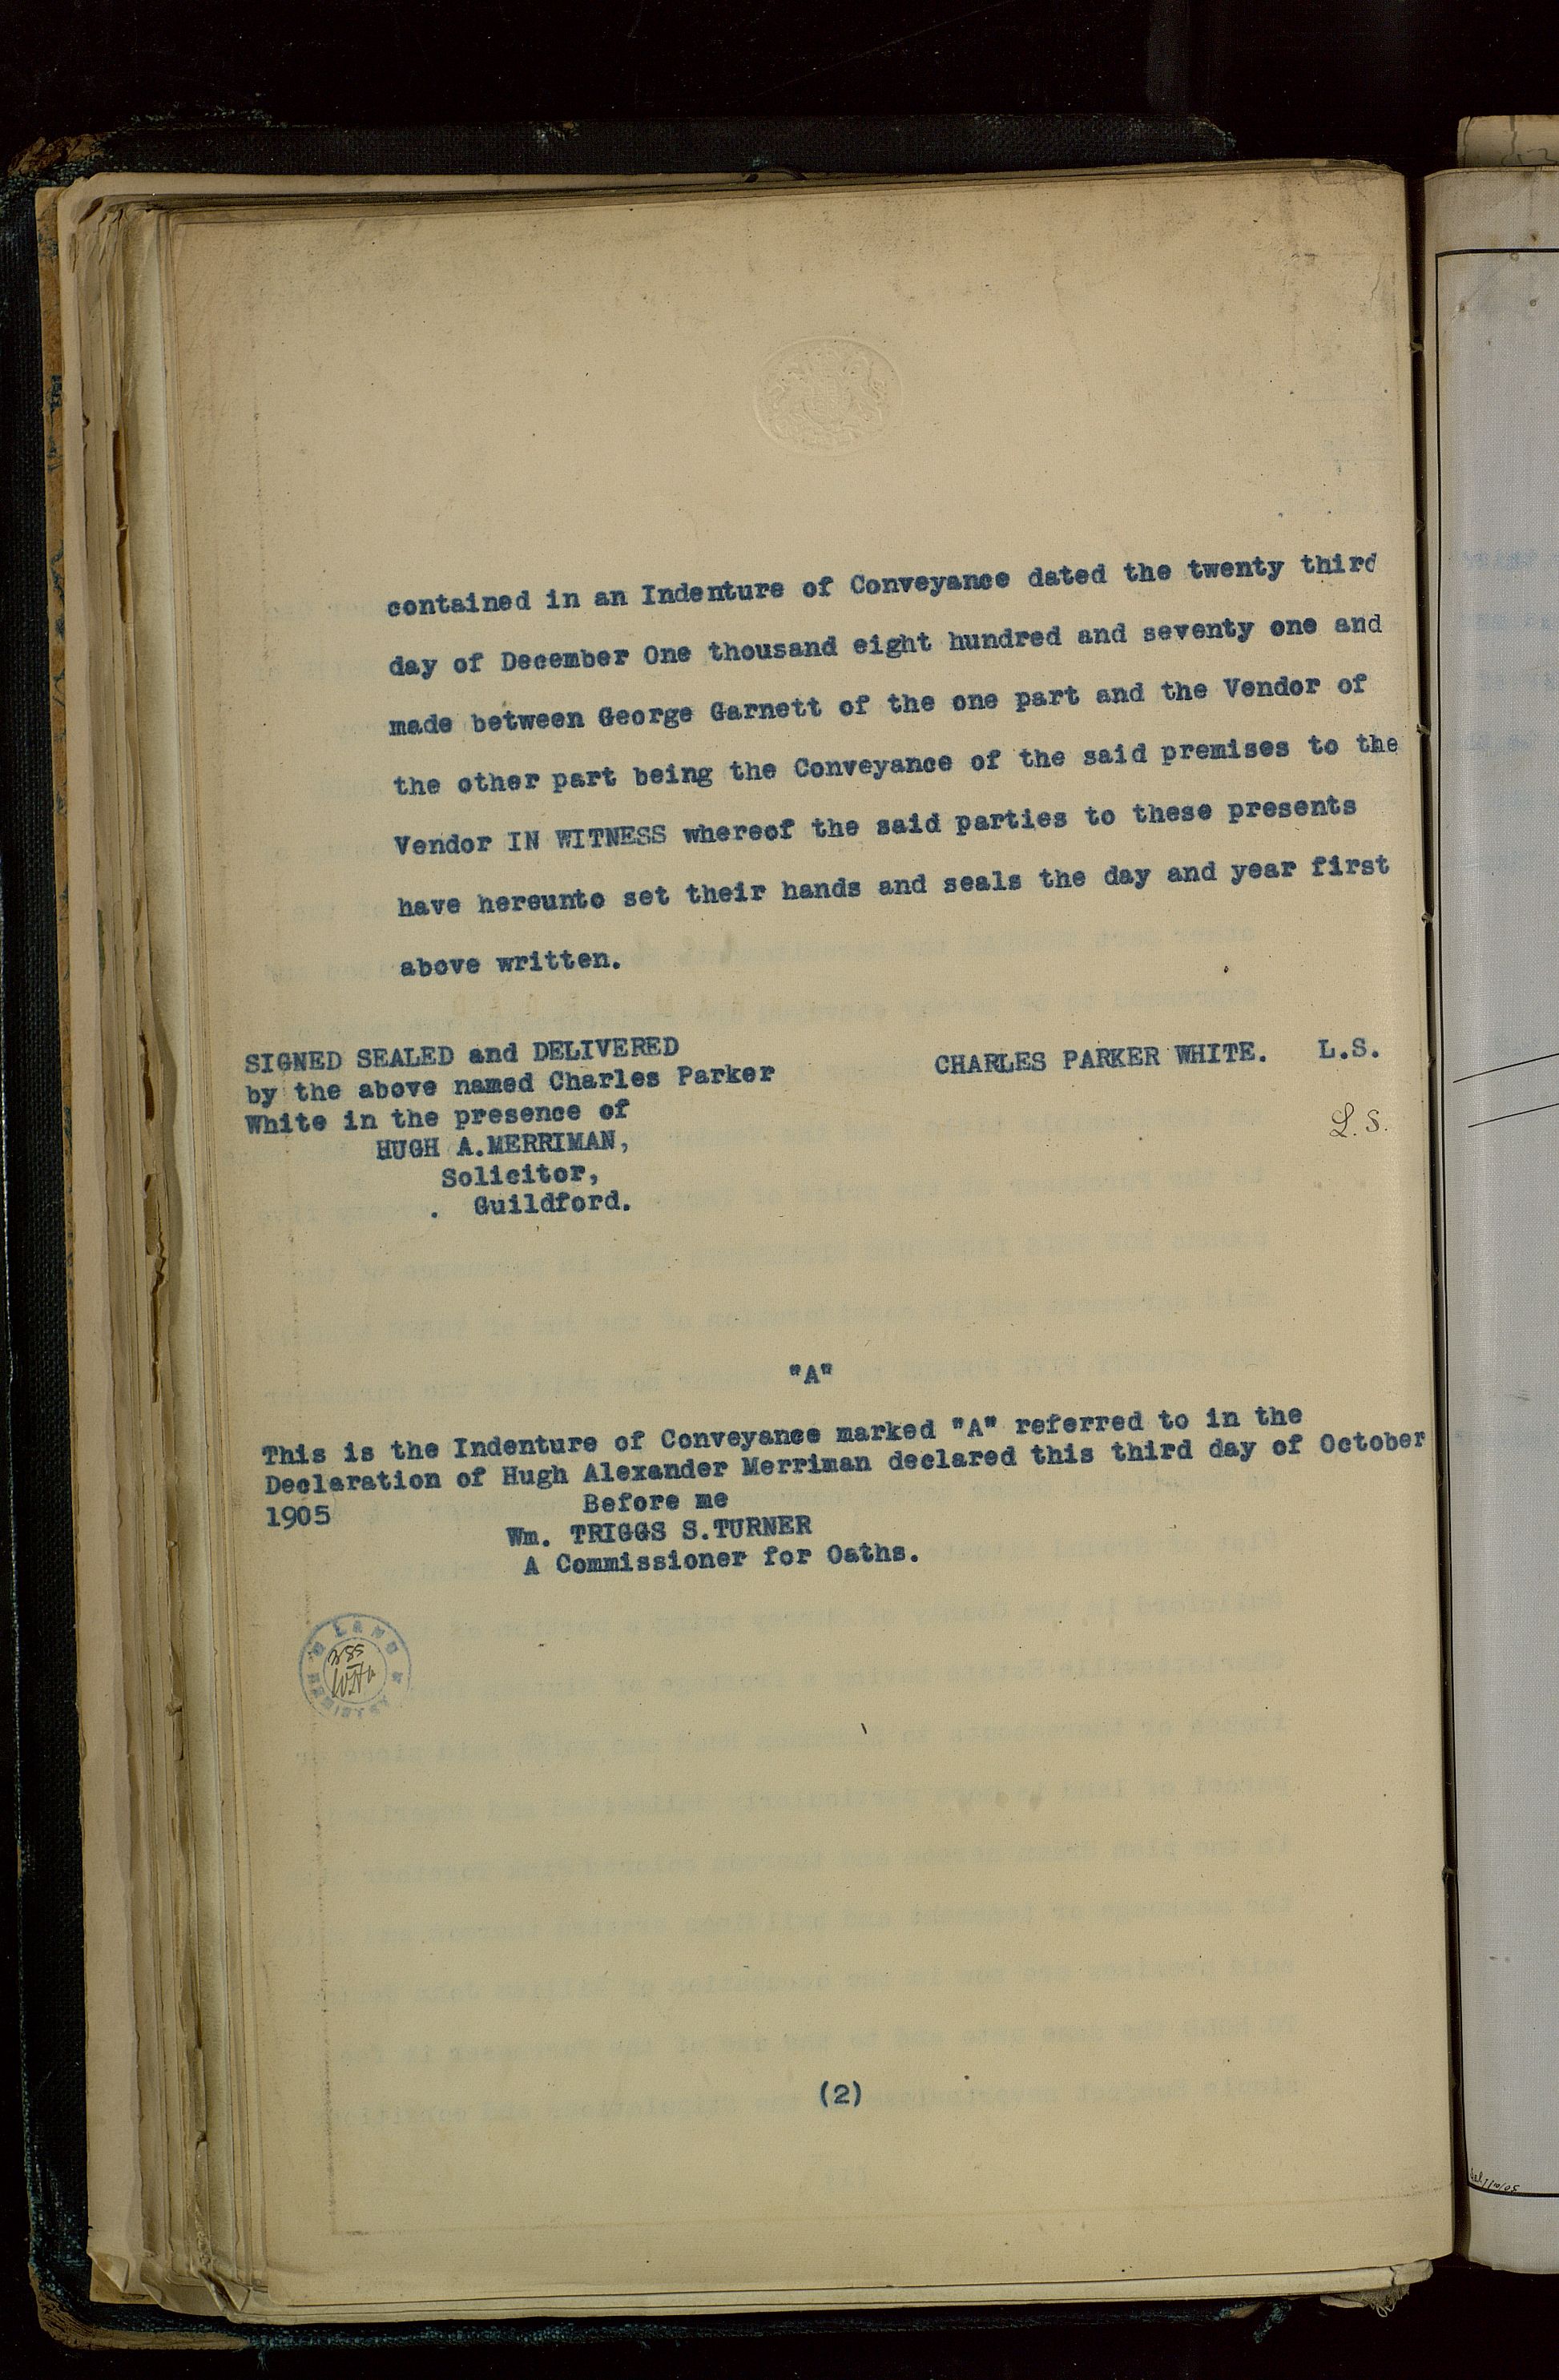 contained in an Indenture of Conveyance dated the twenty third
day of December One thousand eight hundred and seventy one and
made between George Garnett of the one part and the Vendor of
the other part being the Conveyance of the said premises to the
Vendor IN WITNESS whereof the said parties to these presents
have hereunto set their hands and seals the day and year first
above written.
SIGNED SEALED and DELIVERED
by the above named Charles Parker
White in the presence of
HUGH A.MERRIMAN,
Solicitor,
Guildford.
CHARLES PARKER WHITE. L.S.
L.S.
"A"
This is the Indenture of Conveyance marked "A" referred to in the
Declaration of Hugh Alexander Merriman declared this third day of October
1905
Before me
Wm. TRIGGS S.TURNER
A Commissioner for Oaths.
LAND
(2)